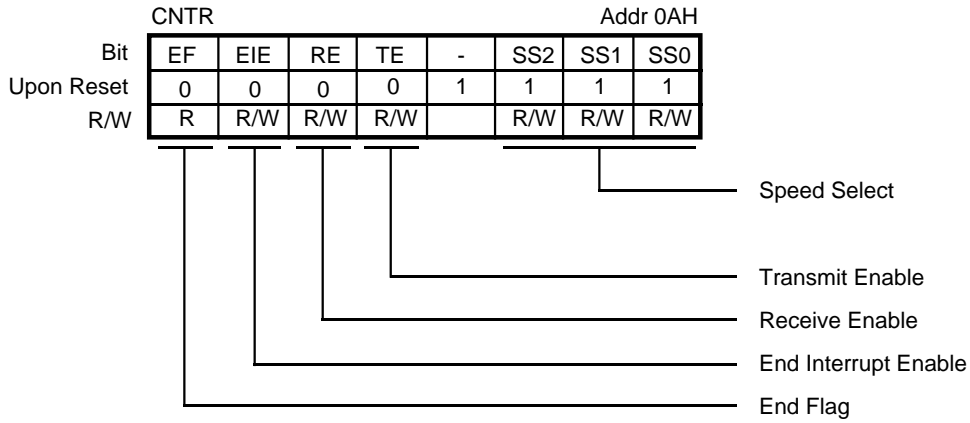 CNTR Addr 0AH
Bit EF EIE RE TE - SS2 SS1 SS0
Upon Reset 0 0 0 0 1 1 1 1
R/W R R/W R/W R/W R/W R/W R/W
Speed Select
Transmit Enable
Receive Enable
End Interrupt Enable
End Flag